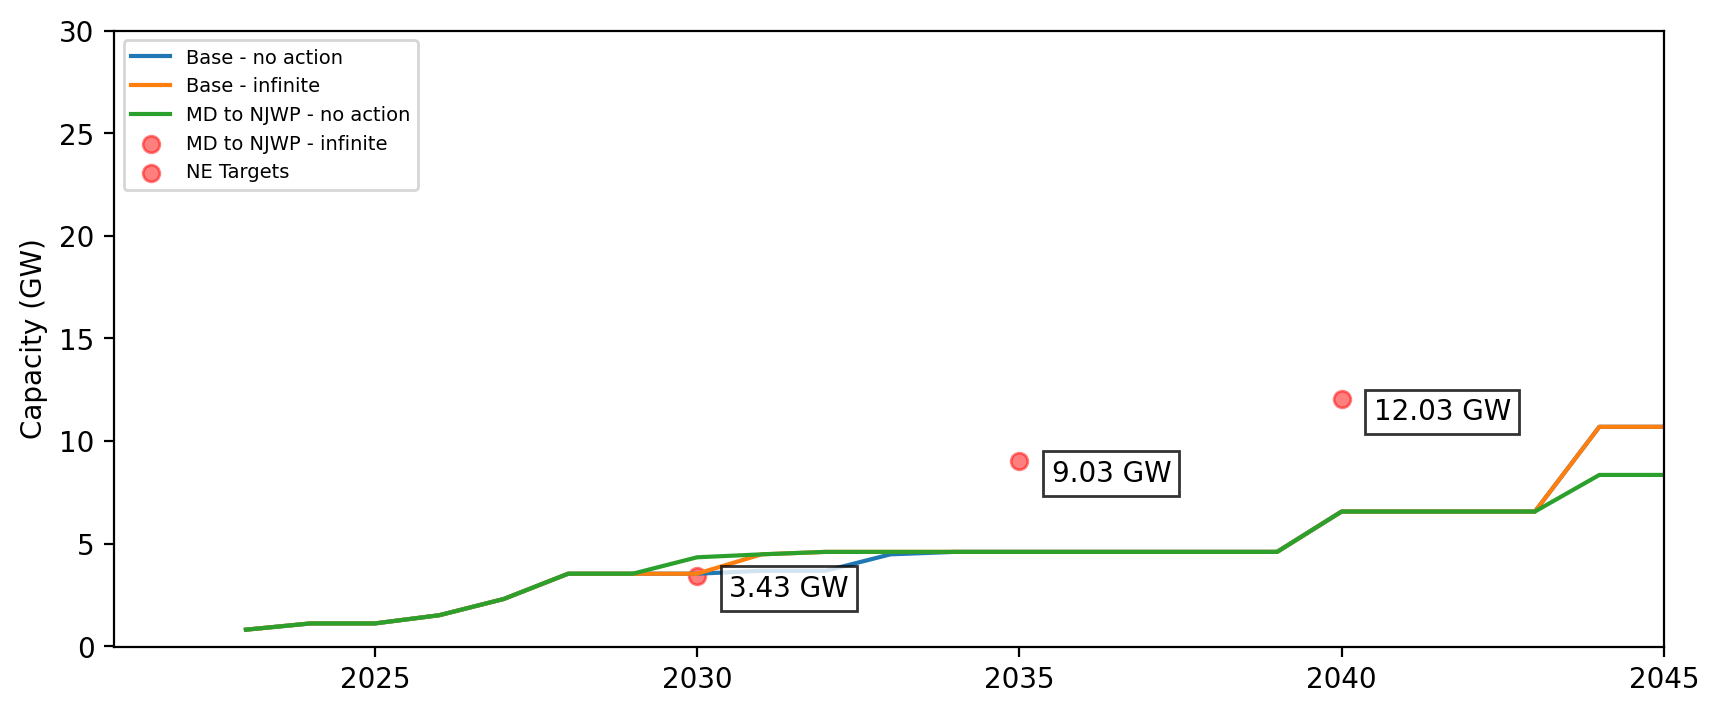 30
25
20
15
10
5
0
Capacity (GW)
Base - no action
Base - infinite
MD to NJWP - no action
MD to NJWP - infinite
NE Targets
12.03 GW
9.03 GW
3.43 GW
2025
2030
2035
2040
2045